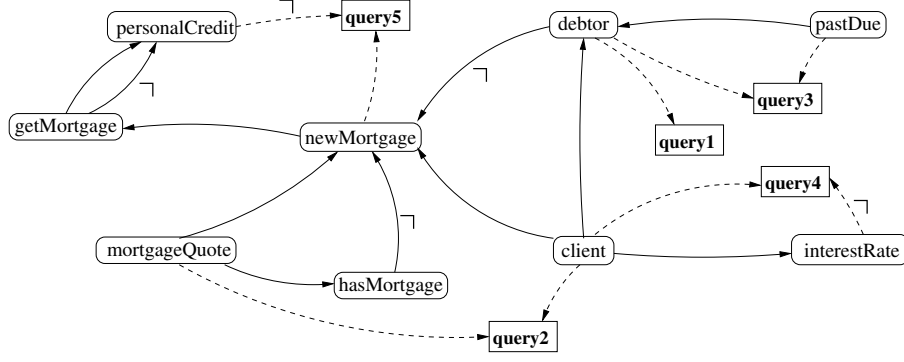 ¬
personalCredit
query5
debtor
pastDue
¬
¬
query3
getMortgage
newMortgage
query1
query4
¬
¬
mortgageQuote
client
interestRate
hasMortgage
query2